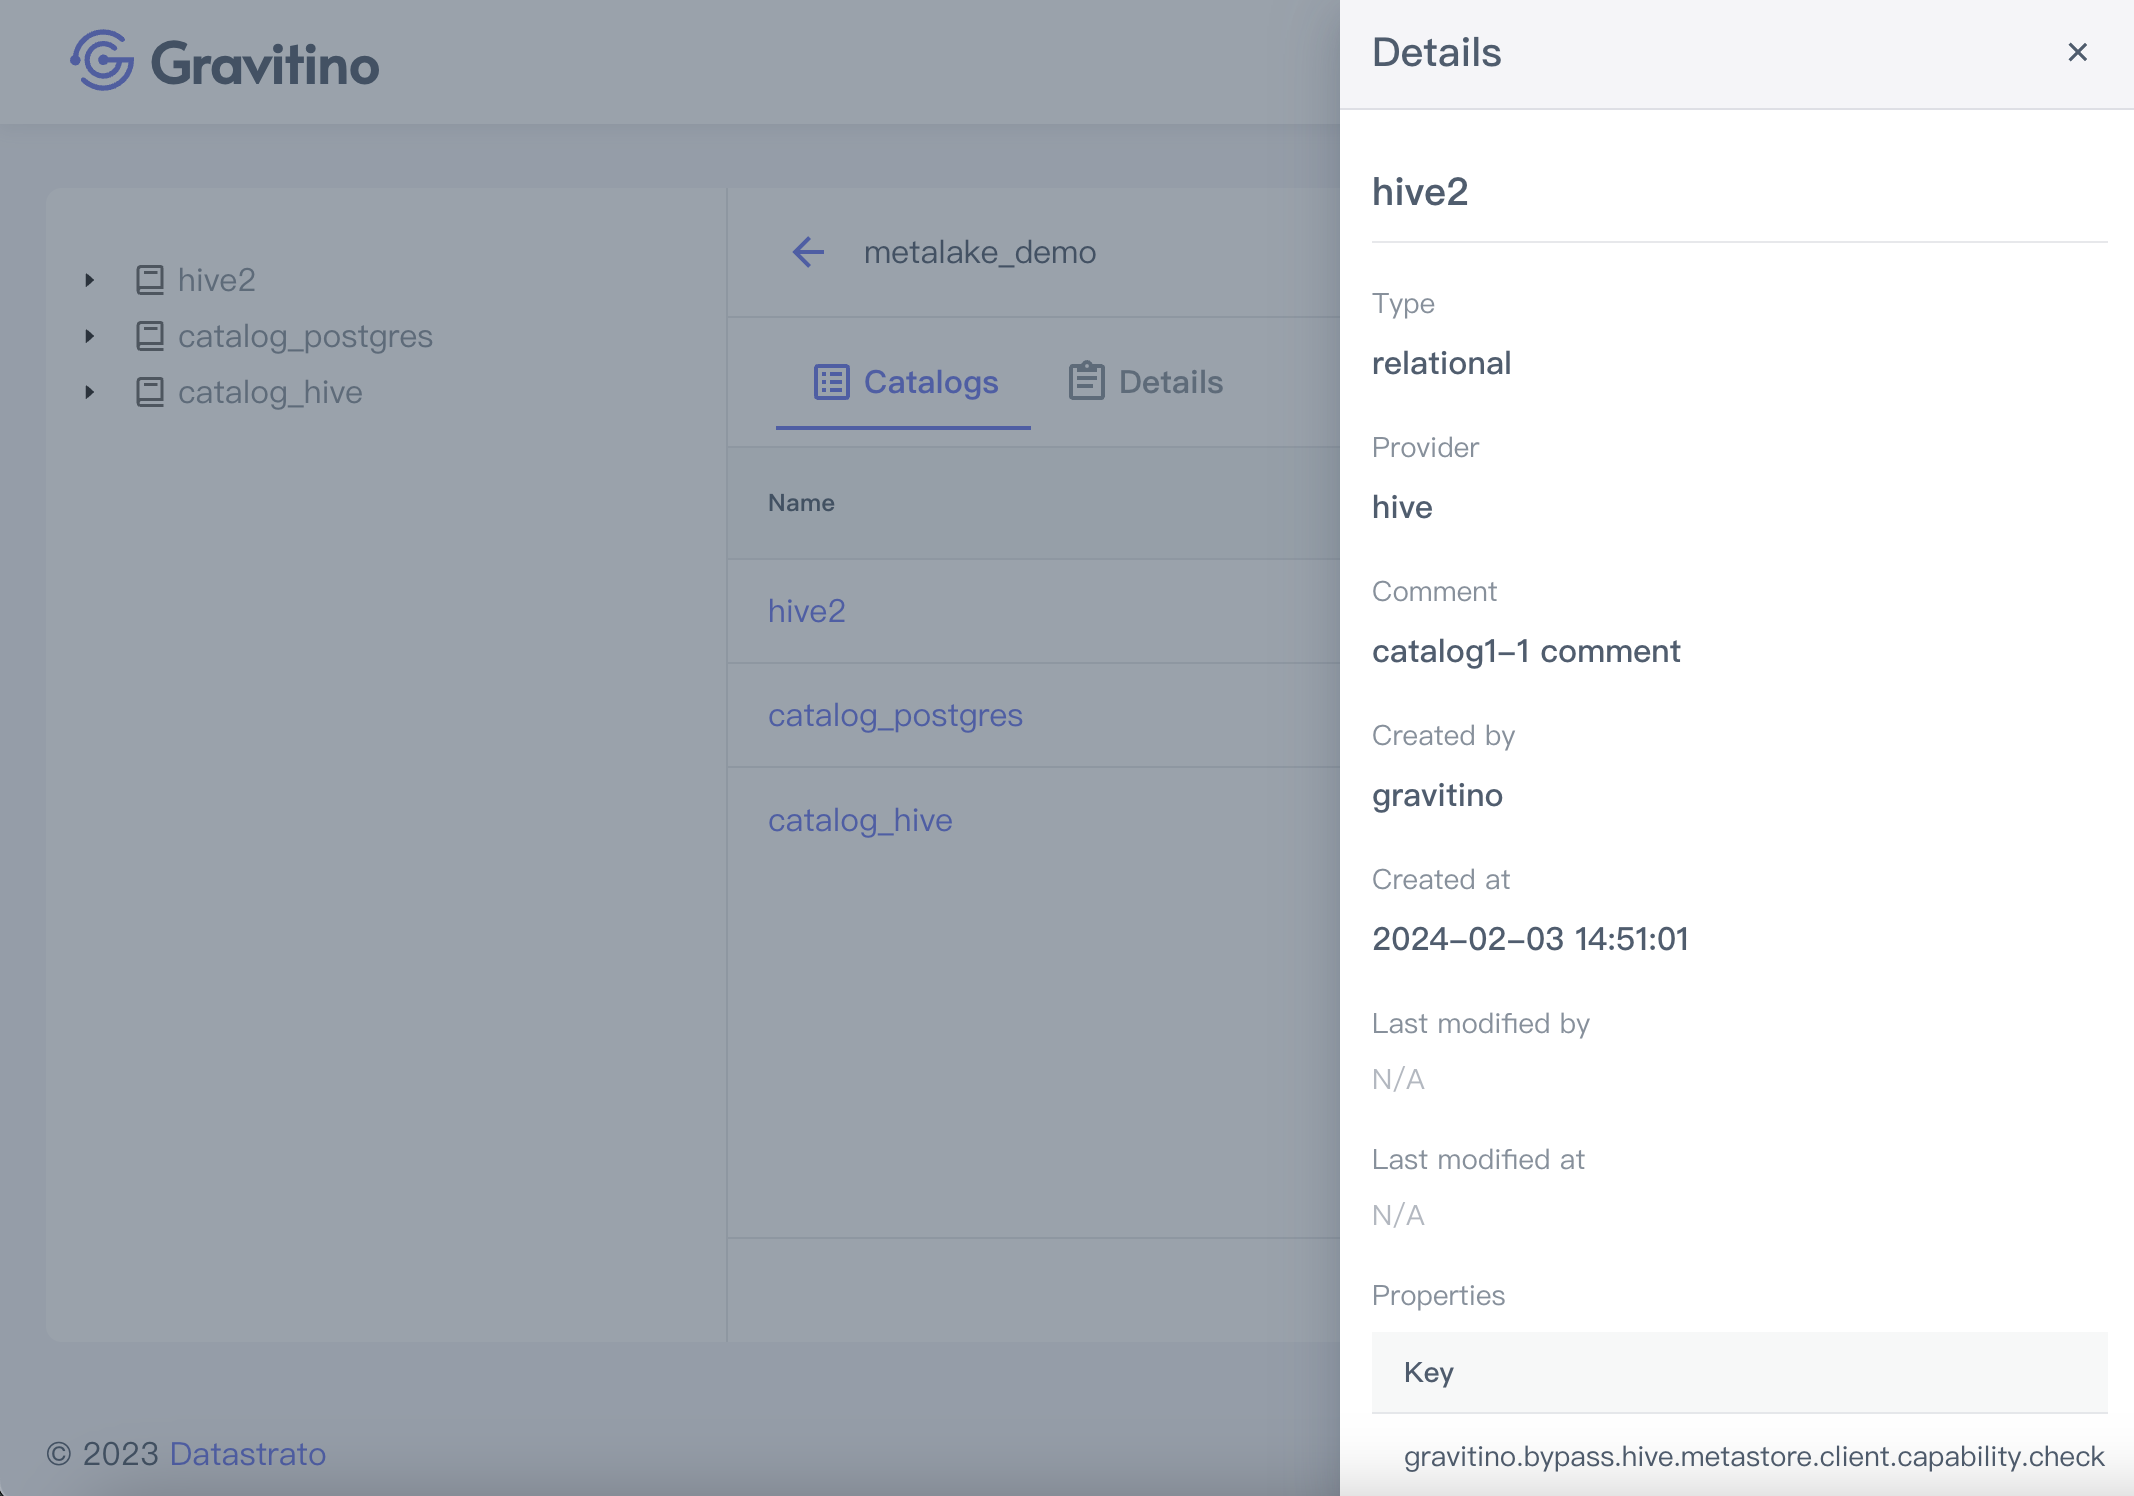 Gravitino
hive2
catalog_postgres
catalog_hive
metalake_demo
Catalogs
Details
Name
hive2
catalog_postgres
catalog_hive
© 2023 Datastrato
Details
hive2
Type
relational
Provider
hive
Comment
catalog1-1 comment
Created by
gravitino
Created at
2024-02-03 14:51:01
Last modified by
N/A
Last modified at
N/A
Properties
Key
gravitino.bypass.hive.metastore.client.capability.check